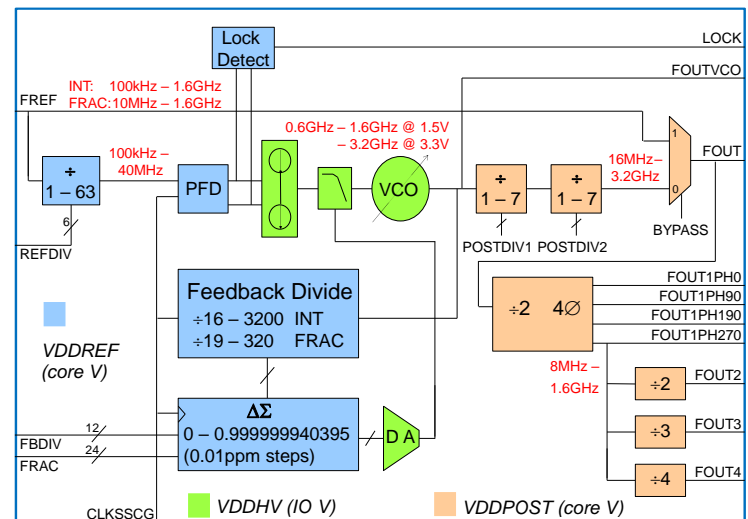 Lock
Detect
LOCK
FOUTVCO
INT: 100kHz – 1.6GHz
FREF
FRAC:10MHz – 1.6GHz
0.6GHz – 1.6GHz @ 1.5V
– 3.2GHz @ 3.3V
100kHz –
40MHz
÷
1 – 63
PFD
VCO
÷
1 – 7
÷
1 – 7
16MHz–
3.2GHz
1
0
FOUT
6
REFDIV
POSTDIV1
POSTDIV2
BYPASS
Feedback Divide
÷16 – 3200 INT
÷19 – 320 FRAC
÷2 4∅
FOUT1PH0
FOUT1PH90
FOUT1PH190
FOUT1PH270
VDDREF
(core V)
8MHz –
1.6GHz
÷2
FOUT2
÷3
FOUT3
÷4
FOUT4
ΔΣ
0 – 0.999999940395
(0.01ppm steps)
D A
12
FBDIV
24
FRAC
CLKSSCG
VDDHV (IO V)
VDDPOST (core V)